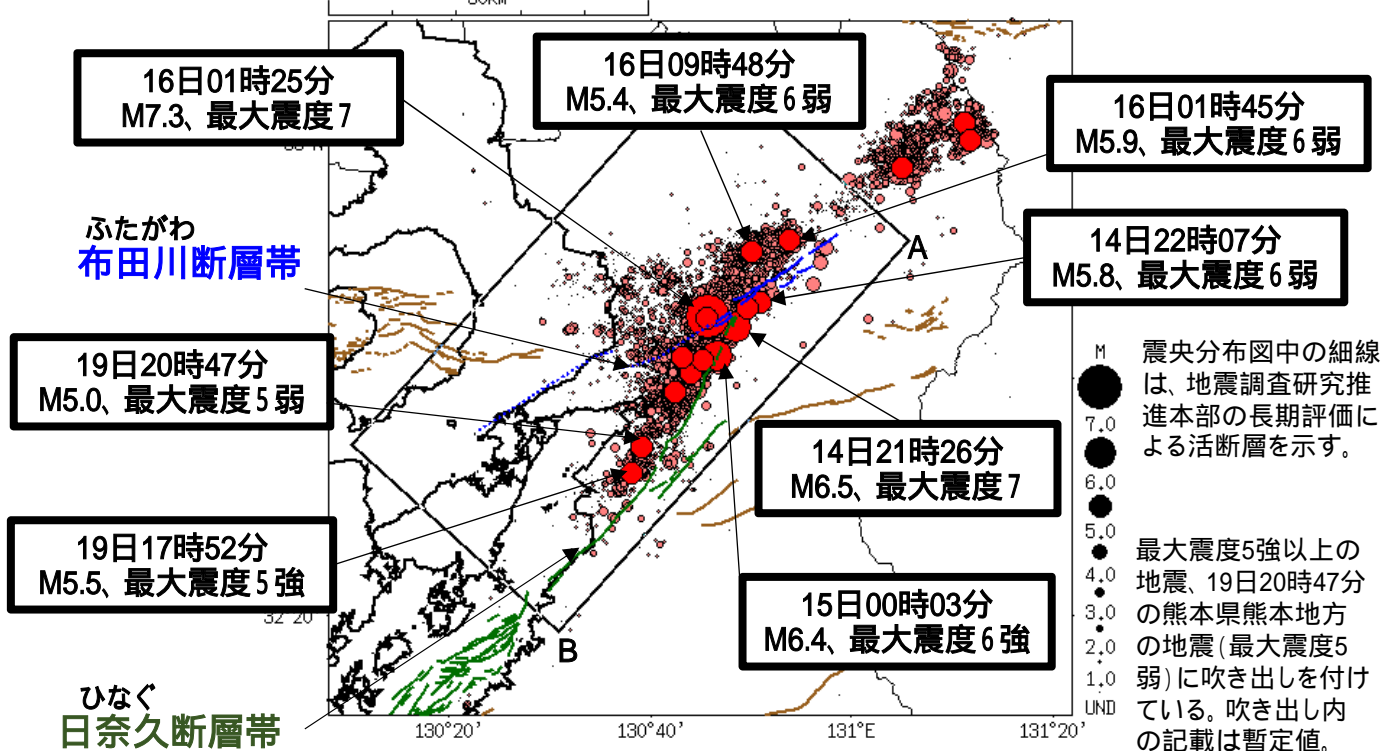 16日01時25分
M7.3、最大震度7
16日09時48分
M5.4、最大震度6弱
16日01時45分
M5.9、最大震度6弱
ふたがわ
布田川断層帯
A
14日22時07分
M5.8、最大震度6弱
19日20時47分
M5.0、最大震度5弱
14日21時26分
M6.5、最大震度7
19日17時52分
M5.5、最大震度5強
15日00時03分
M6.4、最大震度6強
B
ひなぐ
日奈久断層帯
32°20'
130°20'
130°40'
131°E
131°20'
M
7.0
6.0
5.0
4.0
3.0
2.0
1.0
UND
震央分布図中の細線
は、地震調査研究推
進本部の長期評価に
よる活断層を示す。
最大震度5強以上の
地震、19日20時47分
の熊本県熊本地方
の地震(最大震度5
弱)に吹き出しを付け
ている。吹き出し内
の記載は暫定値。